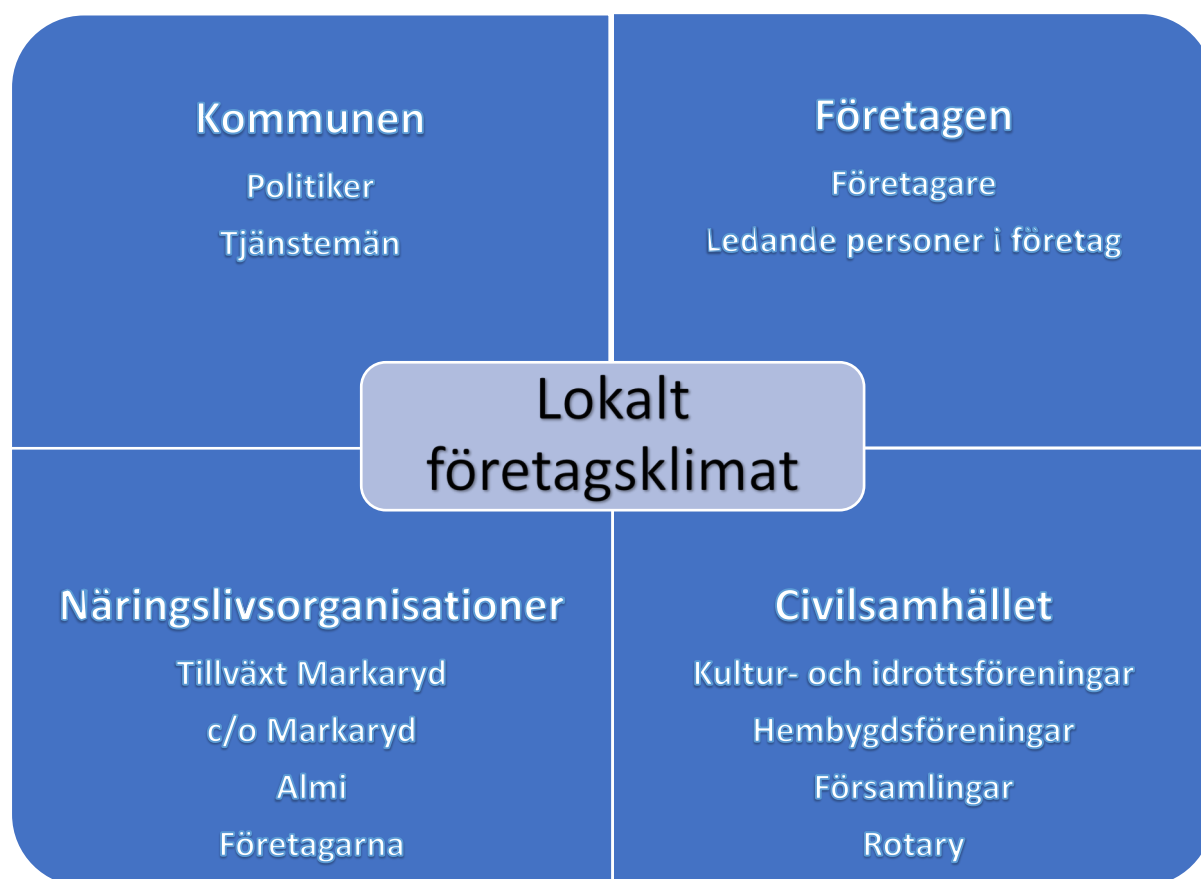 Kommunen
Politiker
Tjänstemän
Företagen
Företagare
Ledande personer i företag
Lokalt
företagsklimat
Näringslivsorganisationer
Tillväxt Markaryd
c/o Markaryd
Almi
Företagarna
Civilsamhället
Kultur- och idrottsföreningar
Hembygdsföreningar
Församlingar
Rotary